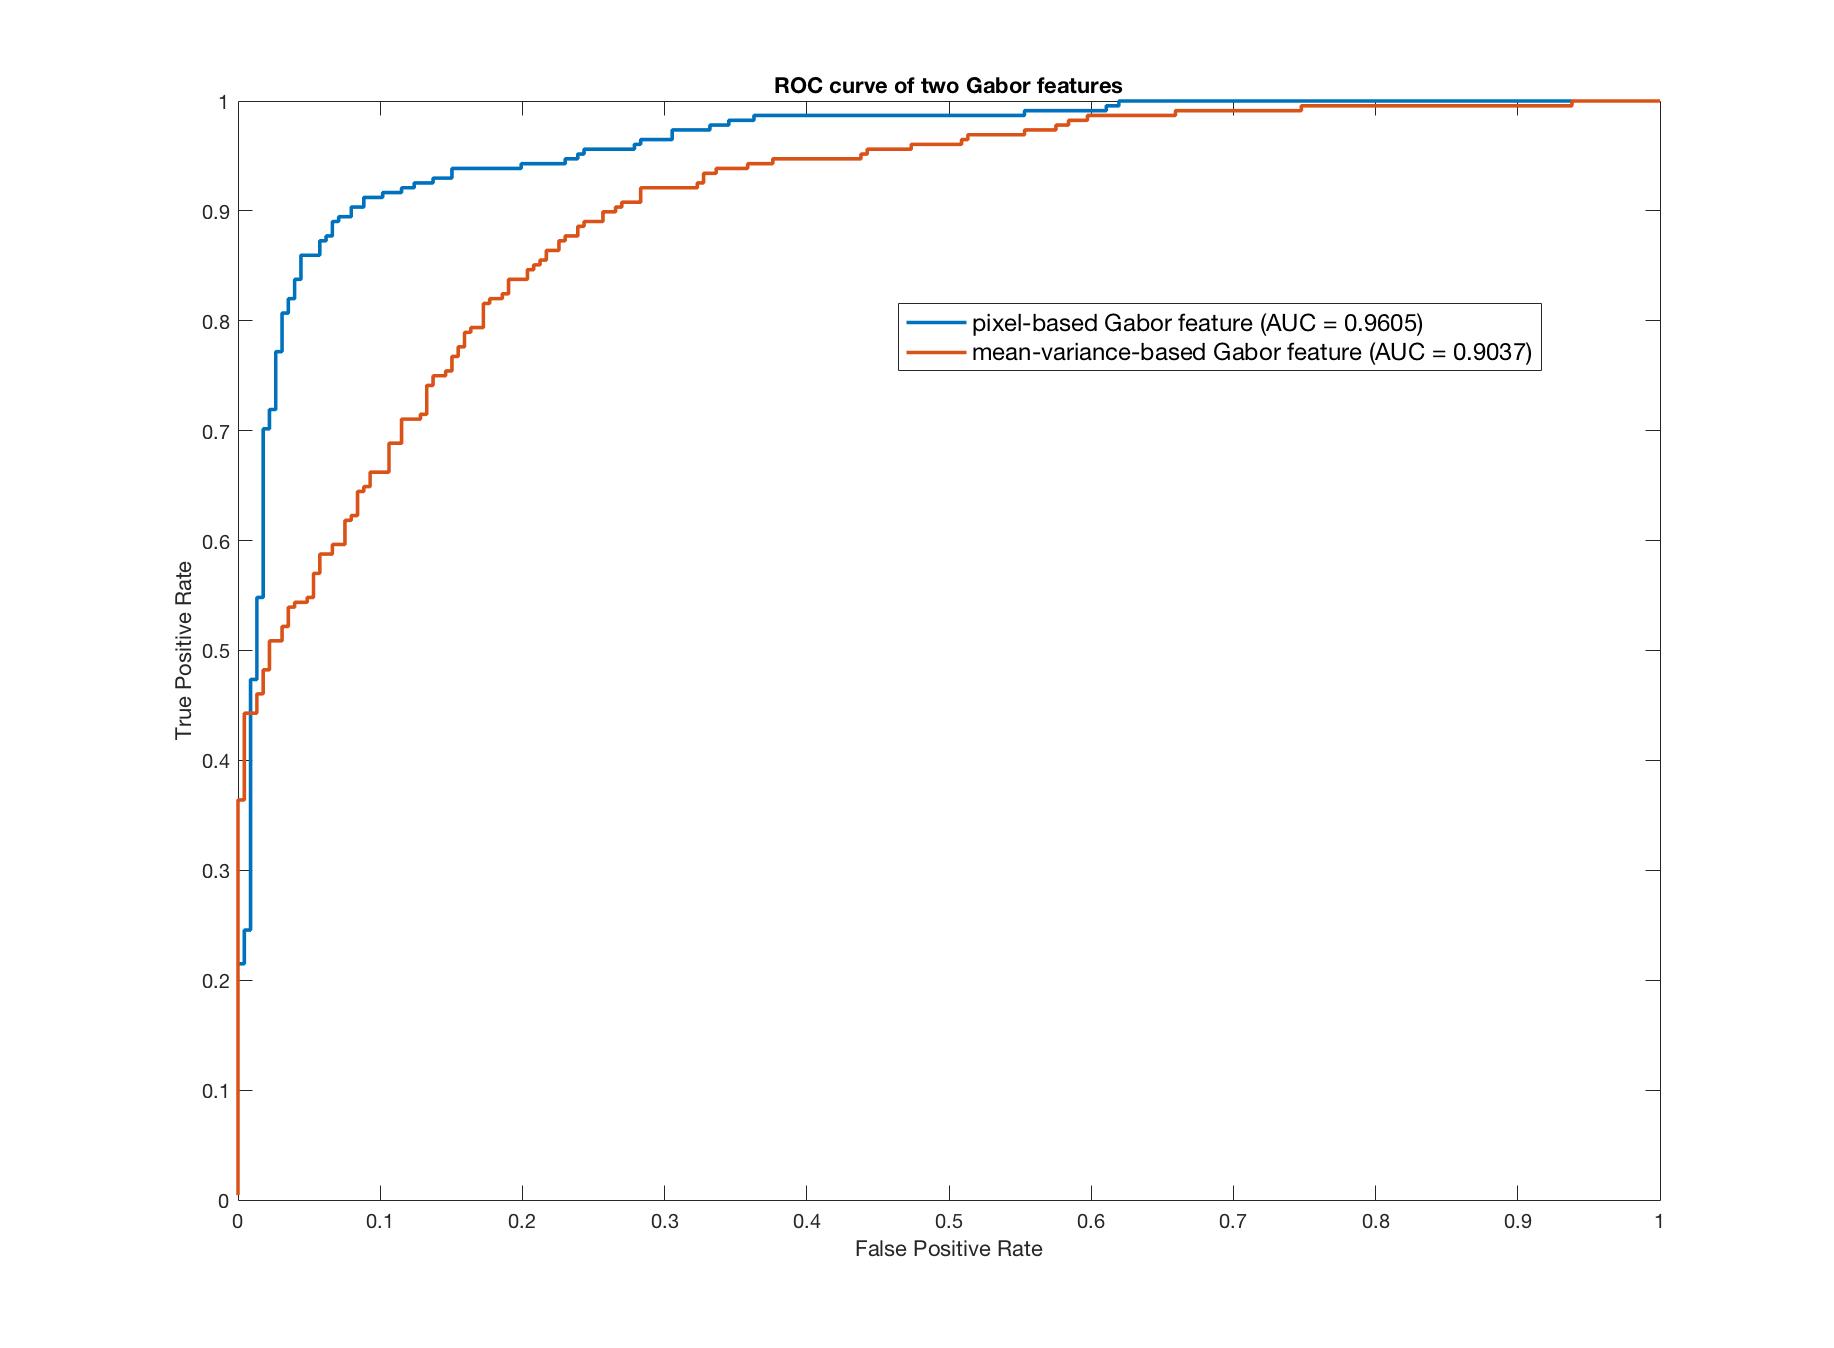 ROC curve of two Gabor features
1
0.9
0.8
0.7
0.6
0.5
0.4
0.3
0.2
0.1
0
True Positive Rate
pixel-based Gabor feature (AUC = 0.9605)
mean-variance-based Gabor feature (AUC = 0.9037)
0 0.1 0.2 0.3 0.4 0.5 0.6 0.7 0.8 0.9 1
False Positive Rate